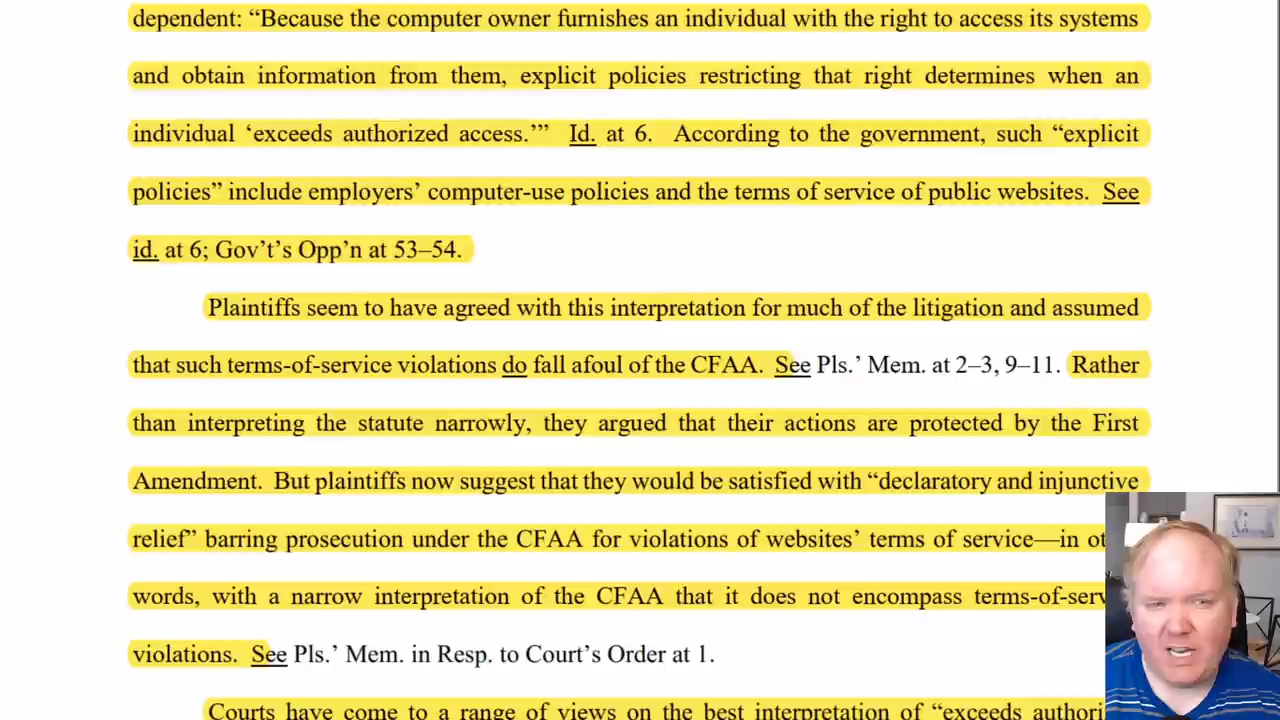 dependent: “Because the computer owner furnishes an individual with the right to access its systems
and obtain information from them, explicit policies restricting that right determines when an
individual ‘exceeds authorized access.’” Id. at 6. According to the government, such “explicit
policies” include employers’ computer-use policies and the terms of service of public websites. See
id. at 6; Gov’t’s Opp’n at 53–54.
Plaintiffs seem to have agreed with this interpretation for much of the litigation and assumed
that such terms-of-service violations do fall afoul of the CFAA. See Pls.’ Mem. at 2–3, 9–11. Rather
than interpreting the statute narrowly, they argued that their actions are protected by the First
Amendment. But plaintiffs now suggest that they would be satisfied with “declaratory and injunctive
relief” barring prosecution under the CFAA for violations of websites’ terms of service—in ot
words, with a narrow interpretation of the CFAA that it does not encompass terms-of-serv
violations. See Pls.’ Mem. in Resp. to Court’s Order at 1.
Courts have come to a range of views on the best interpretation of “exceeds authori